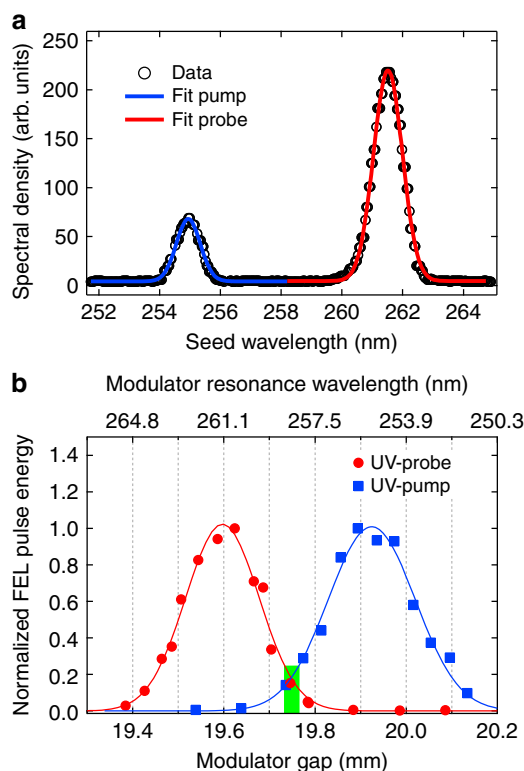 a
Spectral density (arb. units)
250
200
150
100
50
0
Data
Fit pump
Fit probe
252 254 256 258 260 262 264
Seed wavelength (nm)
b
Modulator resonance wavelength (nm)
264.8 261.1 257.5 253.9 250.3
Normalized FEL pulse energy
1.4
1.2
1.0
0.8
0.6
0.4
0.2
0.0
UV-probe
UV-pump
19.4 19.6 19.8 20.0 20.2
Modulator gap (mm)